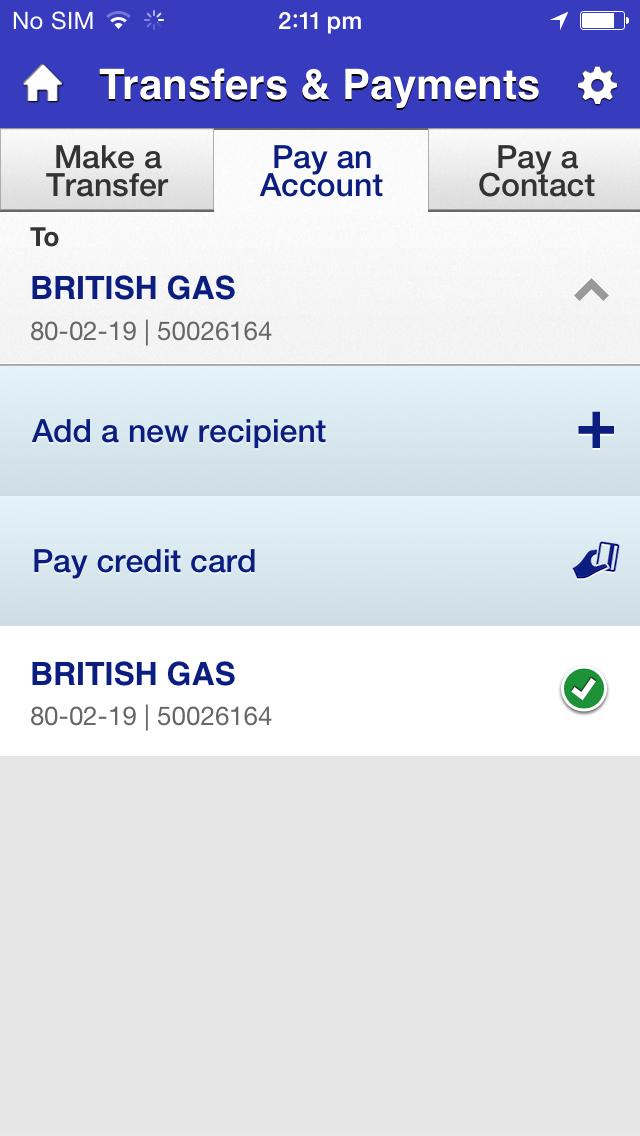 No SIM 2:11 pm
Transfers & Payments
Make a
Transfer
Pay an
Account
Pay a
Contact
To
BRITISH GAS
80-02-19 | 50026164
Add a new recipient
Pay credit card
BRITISH GAS
80-02-19 | 50026164